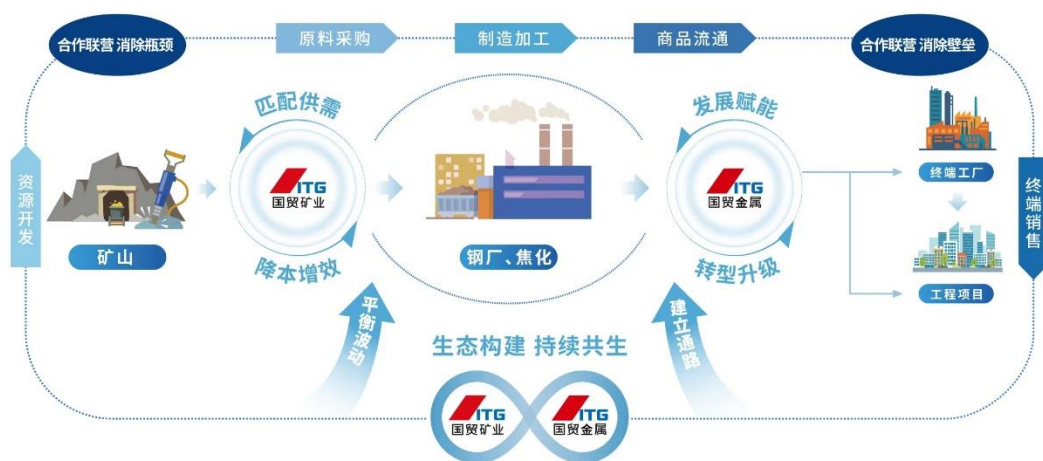 合作联营 消除瓶颈
原料采购
制造加工
商品流通
合作联营 消除壁垒
资源开发
矿山
匹配供需
ITG
国贸矿业
降本增效
钢厂、焦化
发展赋能
ITG
国贸金属
转型升级
终端工厂
工程项目
终端销售
平衡波动
建立通路
生态构建 持续共生
ITG
国贸矿业
ITG
国贸金属